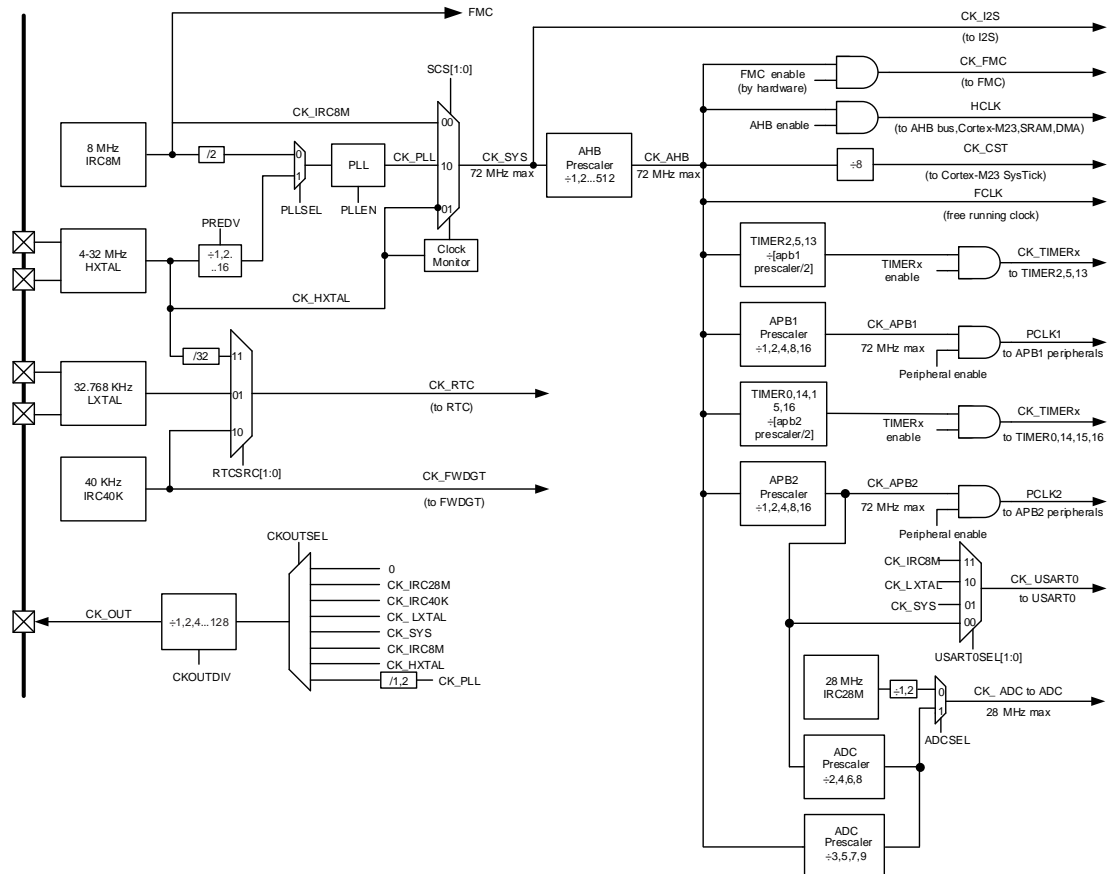 FMC
CK_I2S
(to I2S)
SCS[1:0]
FMC enable
(by hardware)
CK_FMC
(to FMC)
CK_IRC8M
00
AHB enable
HCLK
(to AHB bus,Cortex-M23,SRAM,DMA)
8 MHz
IRC8M
/2
0
1
PLL
CK_PLL
10
CK_SYS
72 MHz max
AHB
Prescaler
÷1,2...512
CK_AHB
72 MHz max
÷8
CK_CST
(to Cortex-M23 SysTick)
PLLSEL
PLLEN
01
FCLK
(free running clock)
PREDV
4-32 MHz
HXTAL
÷1,2.
..16
Clock
Monitor
TIMER2,5,13
÷[apb1
prescaler/2]
TIMERx
enable
CK_TIMERx
to TIMER2,5,13
CK_HXTAL
APB1
Prescaler
÷1,2,4,8,16
CK_APB1
72 MHz max
PCLK1
to APB1 peripherals
Peripheral enable
/32
11
32.768 KHz
LXTAL
01
CK_RTC
(to RTC)
TIMER0,14,1
5,16
÷[apb2
prescaler/2]
TIMERx
enable
CK_TIMERx
to TIMER0,14,15,16
10
RTCSRC[1:0]
40 KHz
IRC40K
CK_FWDGT
(to FWDGT)
APB2
Prescaler
÷1,2,4,8,16
CK_APB2
72 MHz max
PCLK2
to APB2 peripherals
Peripheral enable
CKOUTSEL
0
CK_IRC28M
CK_IRC40K
CK_LXTAL
CK_SYS
CK_IRC8M
CK_HXTAL
/1,2
CK_PLL
CK_OUT
÷1,2,4...128
CKOUTDIV
CK_IRC8M
11
CK_LXTAL
10
CK_SYS
01
00
CK_USART0
to USART0
USART0SEL[1:0]
28 MHz
IRC28M
÷1,2
0
1
CK_ ADC to ADC
28 MHz max
ADCSEL
ADC
Prescaler
÷2,4,6,8
ADC
Prescaler
÷3,5,7,9